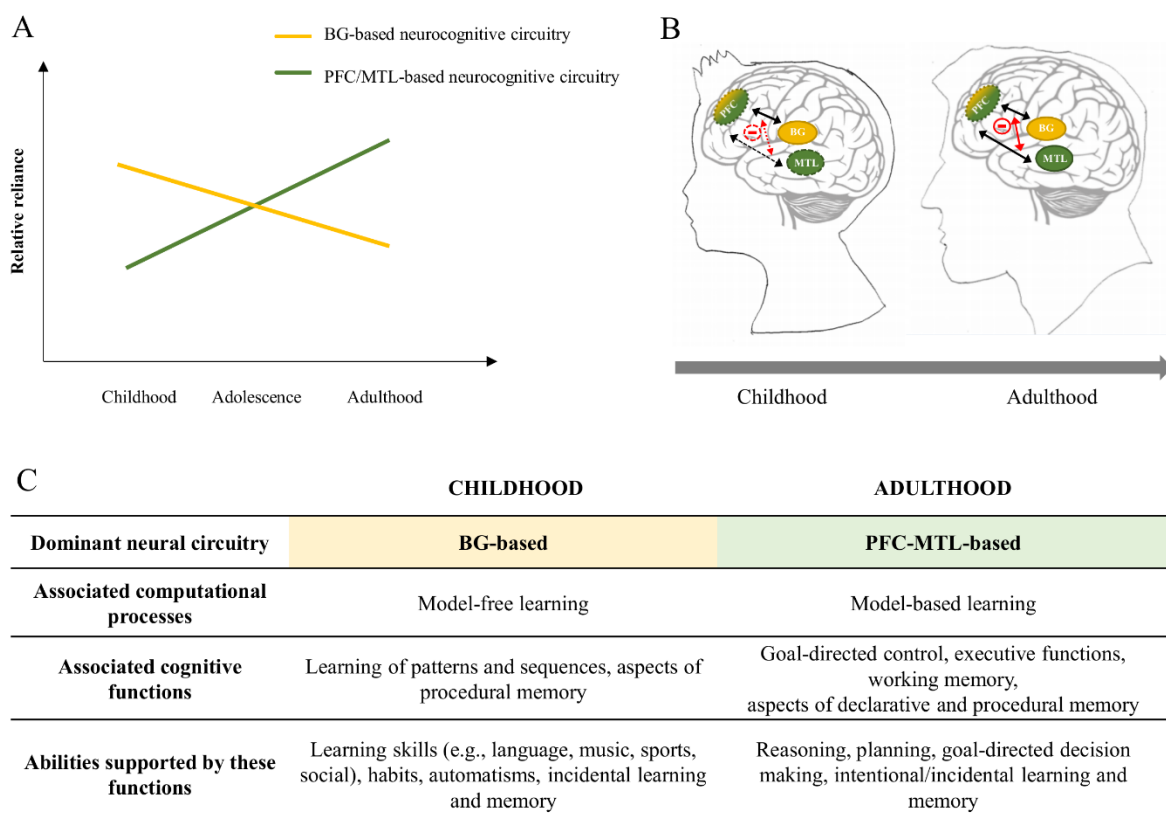 A
BG-based neurocognitive circuitry
PFC/MTL-based neurocognitive circuitry
Relative reliance
Childhood
Adolescence
Adulthood
B
PFC
BG
MTL
PFC
BG
MTL
Childhood
Adulthood
C
CHILDHOOD
ADULTHOOD
Dominant neural circuitry
BG-based
PFC-MTL-based
Associated computational
processes
Model-free learning
Model-based learning
Associated cognitive
functions
Learning of patterns and sequences, aspects of
procedural memory
Goal-directed control, executive functions,
working memory,
aspects of declarative and procedural memory
Abilities supported by these
functions
Learning skills (e.g., language, music, sports,
social), habits, automatisms, incidental learning
and memory
Reasoning, planning, goal-directed decision
making, intentional/incidental learning and
memory